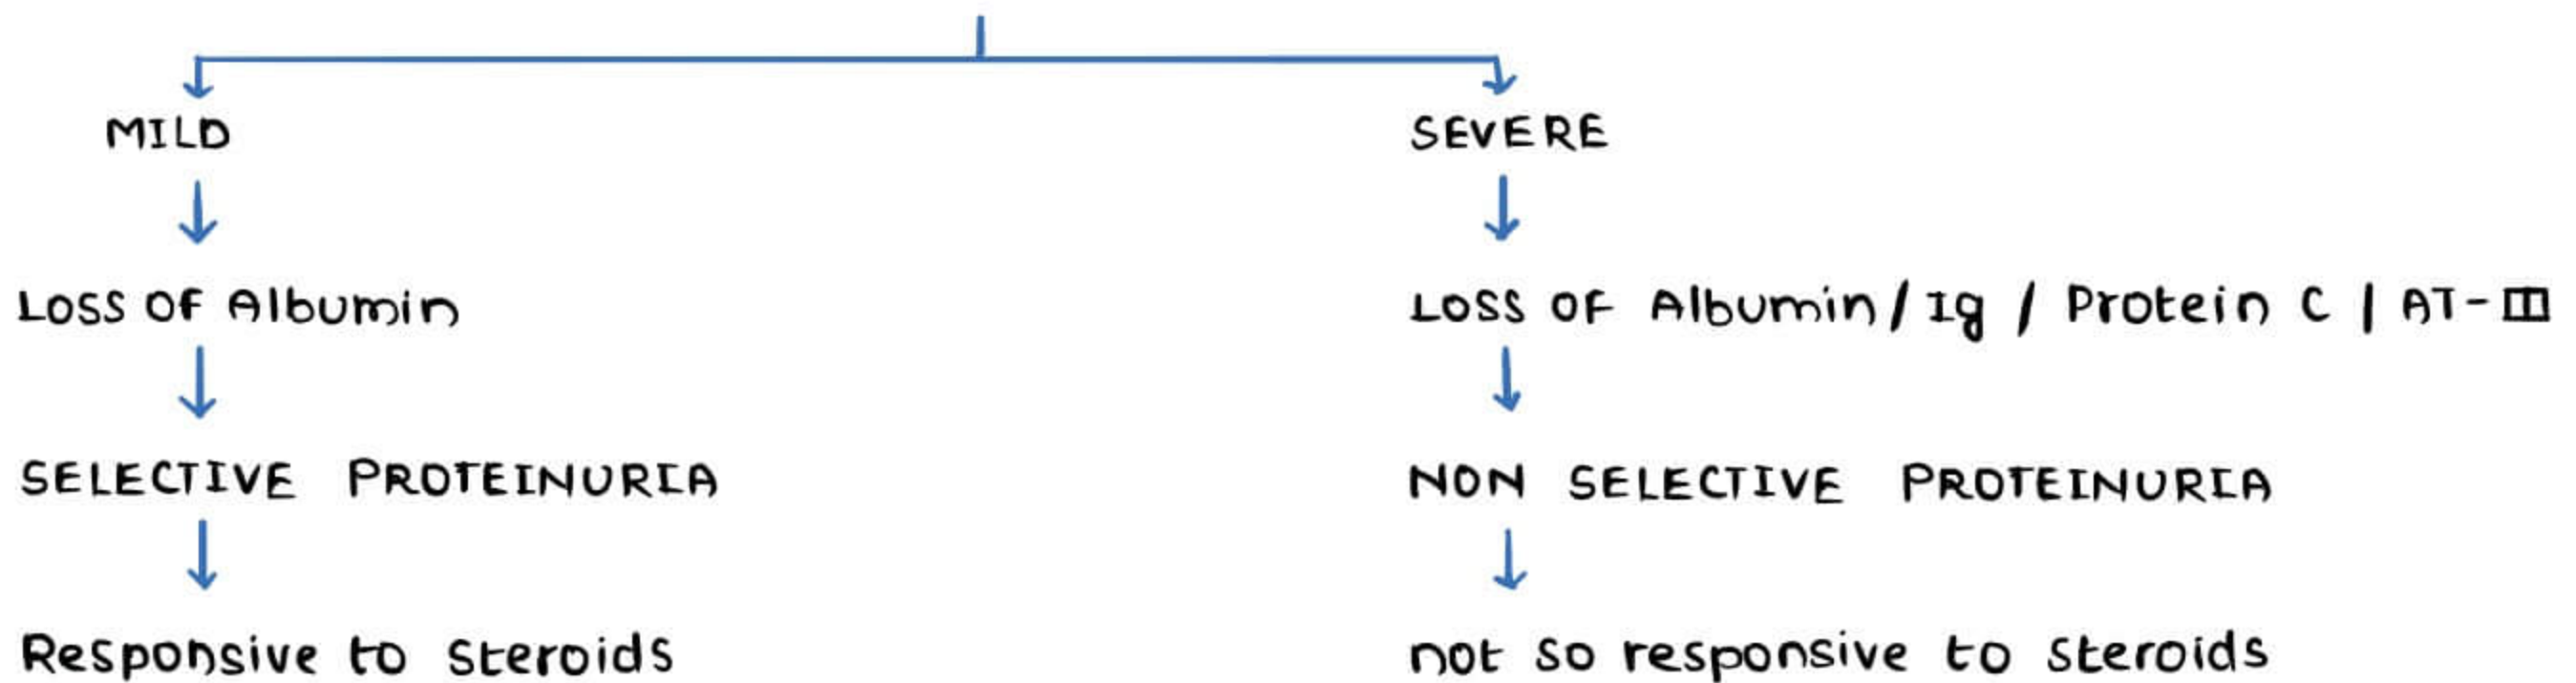 MILD
SEVERE
Loss OF Albumin
Loss OF Albumin / Ig / Protein C | AT-III
SELECTIVE PROTEINURIA
NON SELECTIVE PROTEINURIA
Responsive to steroids
not so responsive to steroids